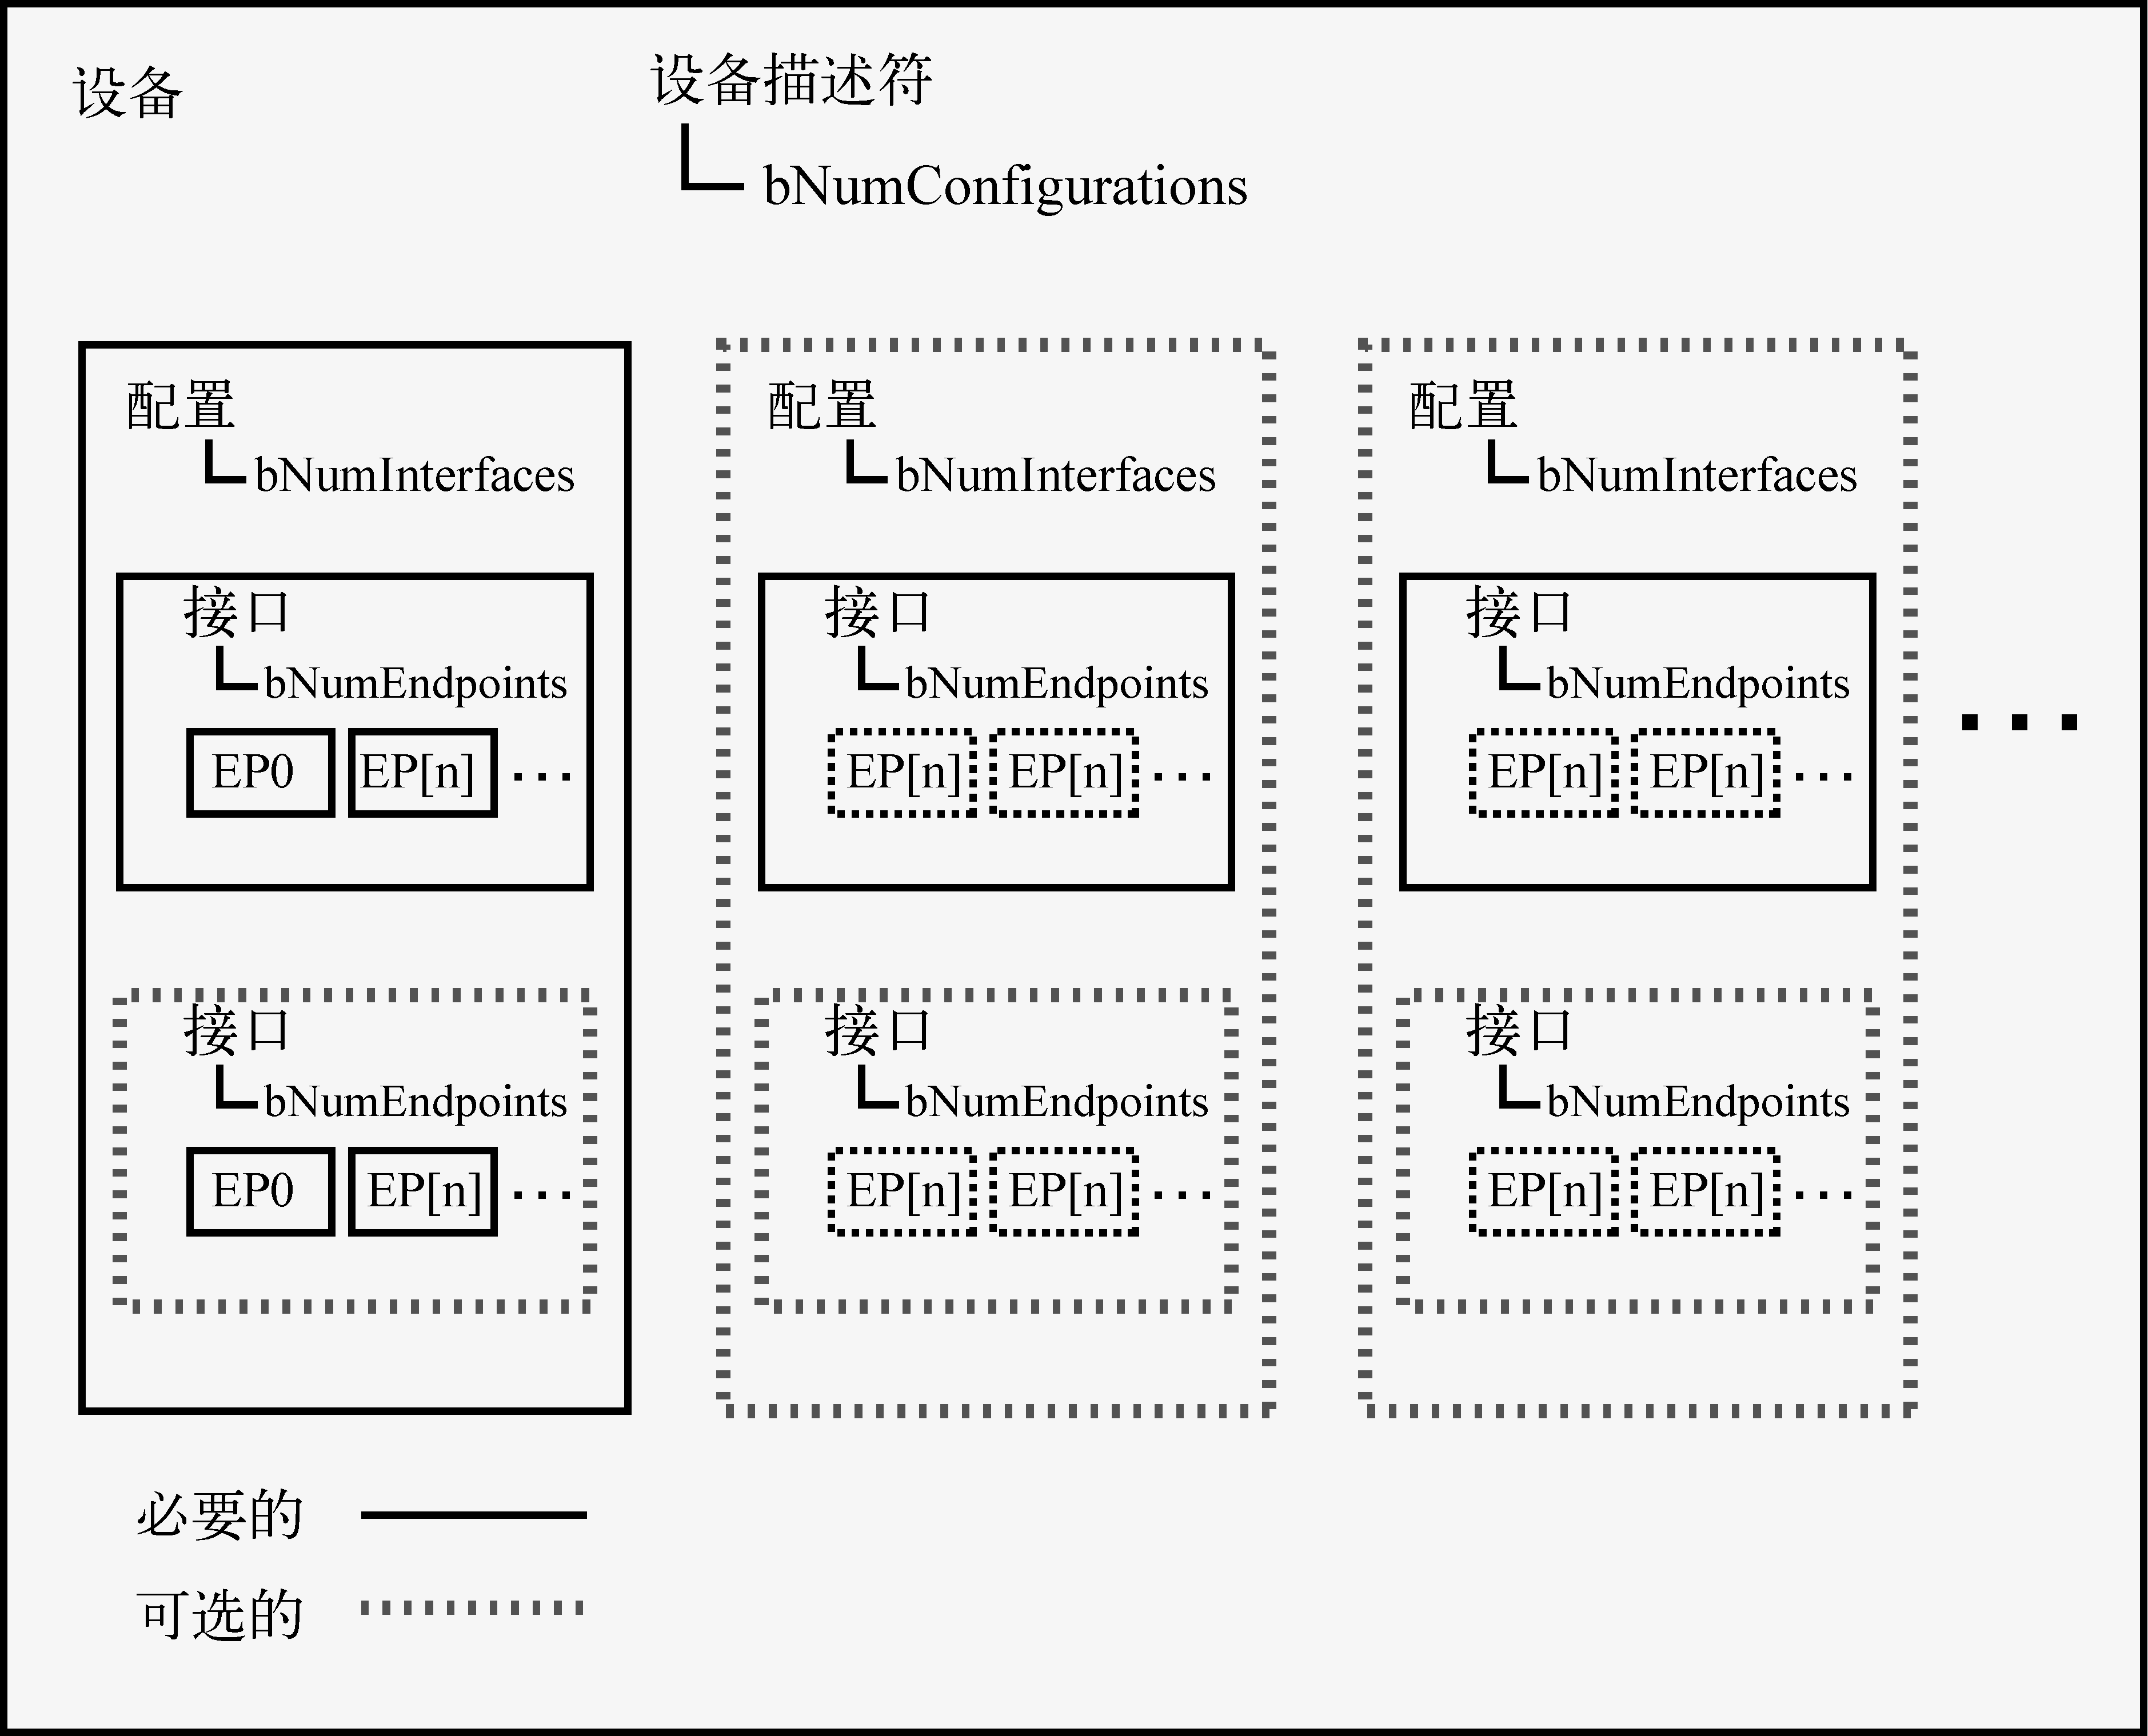 设备
设备描述符
bNumConfigurations
配置
bNumInterfaces
接口
bNumEndpoints
EP0 EP[n] ···
接口
bNumEndpoints
EP0 EP[n] ···
配置
bNumInterfaces
接口
bNumEndpoints
EP[n] EP[n] ···
接口
bNumEndpoints
EP[n] EP[n] ···
配置
bNumInterfaces
接口
bNumEndpoints
EP[n] EP[n] ···
接口
bNumEndpoints
EP[n] EP[n] ···
···
必要的
可选的